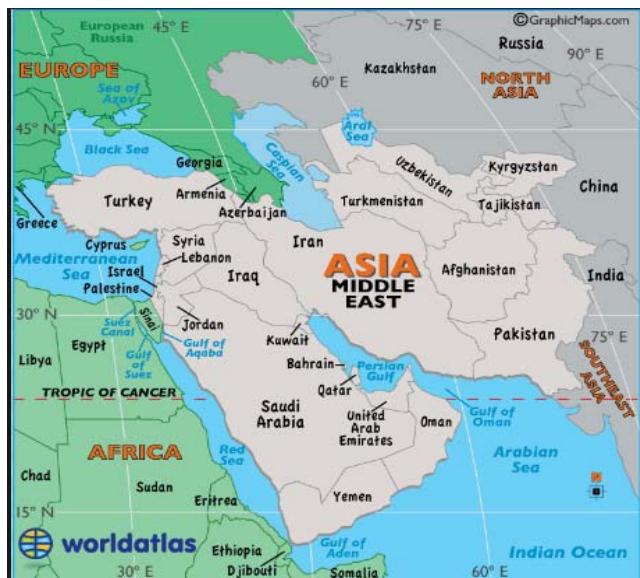 ©GraphicMaps.com
European
Russia
45° E
75° E
Russia
90° E
EUROPE
Kazakhstan
NORTH
ASIA
60° E
Sea of
Azov
45° N
Aral
Sea
Black Sea
Caspian
Sea
Georgia
Uzbekistan
Kyrgyzstan
China
Armenia
Turkey
Turkmenistan
Tajikistan
Azerbaijan
Greece
Cyprus
Syria
Iran
Mediterranean
Sea
Lebanon
ASIA
MIDDLE
EAST
Afghanistan
India
Israel
Iraq
Palestine
30° N
Suez
Canal
Sinai
Jordan
Pakistan
75° E
Libya
Egypt
Gulf of
Aqaba
Kuwait
Gulf
of
Suez
Bahrain
Persian
Gulf
SOUTHEAST
ASIA
Qatar
TROPIC OF CANCER
Saudi
Arabia
United
Arab
Emirates
Oman
Gulf of
Oman
AFRICA
Red
Sea
Arabian
Sea
Chad
Sudan
N
Eritrea
Yemen
15° N
worldatlas
Gulf of
Aden
Ethiopia
Indian Ocean
30° E
Djibouti
Somalia
60° E